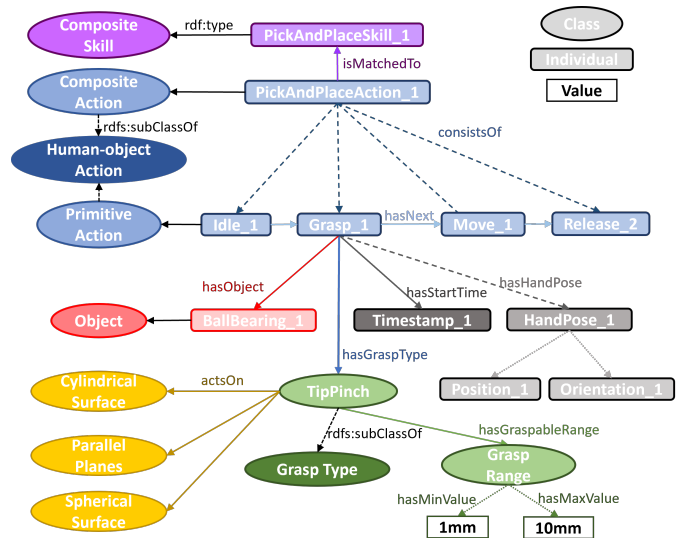 Composite
Skill
rdf:type
PickAndPlaceSkill_1
Class
isMatchedTo
Individual
Composite
Action
PickAndPlaceAction_1
Value
rdfs:subClassOf
consistsOf
Human-object
Action
Primitive
Action
Idle_1
Grasp_1
hasNext
Move_1
Release_2
hasObject
hasStartTime
hasHandPose
Object
BallBearing_1
Timestamp_1
HandPose_1
hasGraspType
Cylindrical
Surface
actsOn
TipPinch
Position_1
Orientation_1
rdfs:subClassOf
hasGraspableRange
Parallel
Planes
Grasp Type
Grasp
Range
Spherical
Surface
hasMinValue
hasMaxValue
1mm
10mm